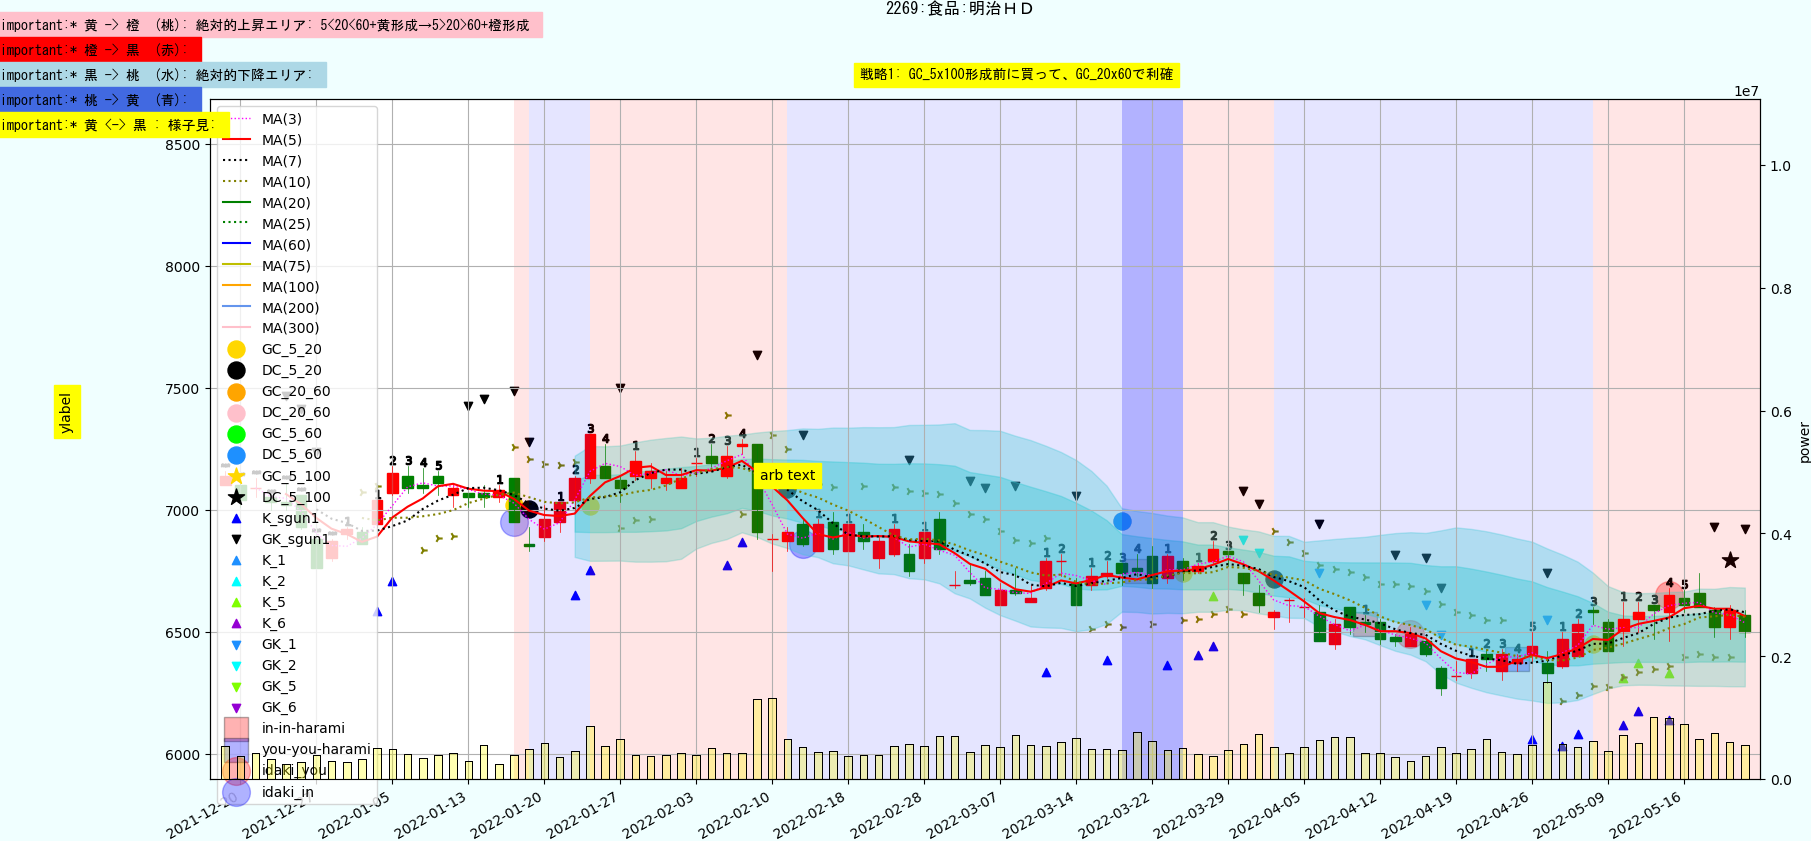 2269:食品:明治ＨＤ
important:* 黄 -> 橙 （桃): 絶対的上昇エリア: 5<20<60+黄形成→5>20>60+橙形成
important:* 橙 -> 黒 （赤):
important:* 黒 -> 桃 （水): 絶対的下降エリア:
戦略1: GC_5x100形成前に買って、GC_20x60で利確
important:* 桃 -> 黄 （青):
important:* 黄 <-> 黒 : 様子見:
1e7
MA(3)
MA(5)
MA(7)
MA(10)
MA(20)
MA(25)
MA(60)
MA(75)
MA(100)
MA(200)
MA(300)
GC_5_20
DC_5_20
GC_20_60
DC_20_60
GC_5_60
DC_5_60
GC_5_100
DC_5_100
K_sgun1
GK_sgun1
K_1
K_2
K_5
K_6
GK_1
GK_2
GK_5
GK_6
in-in-harami
you-you-harami
idaki_you
idaki_in
8500
8000
7500
7000
6500
6000
ylabel
arb text
1.0
0.8
0.6
0.4
0.2
0.0
power
2021-12-20
2021-12-27
2022-01-05
2022-01-13
2022-01-20
2022-01-27
2022-02-03
2022-02-10
2022-02-18
2022-02-28
2022-03-07
2022-03-14
2022-03-22
2022-03-29
2022-04-05
2022-04-12
2022-04-19
2022-04-26
2022-05-09
2022-05-16